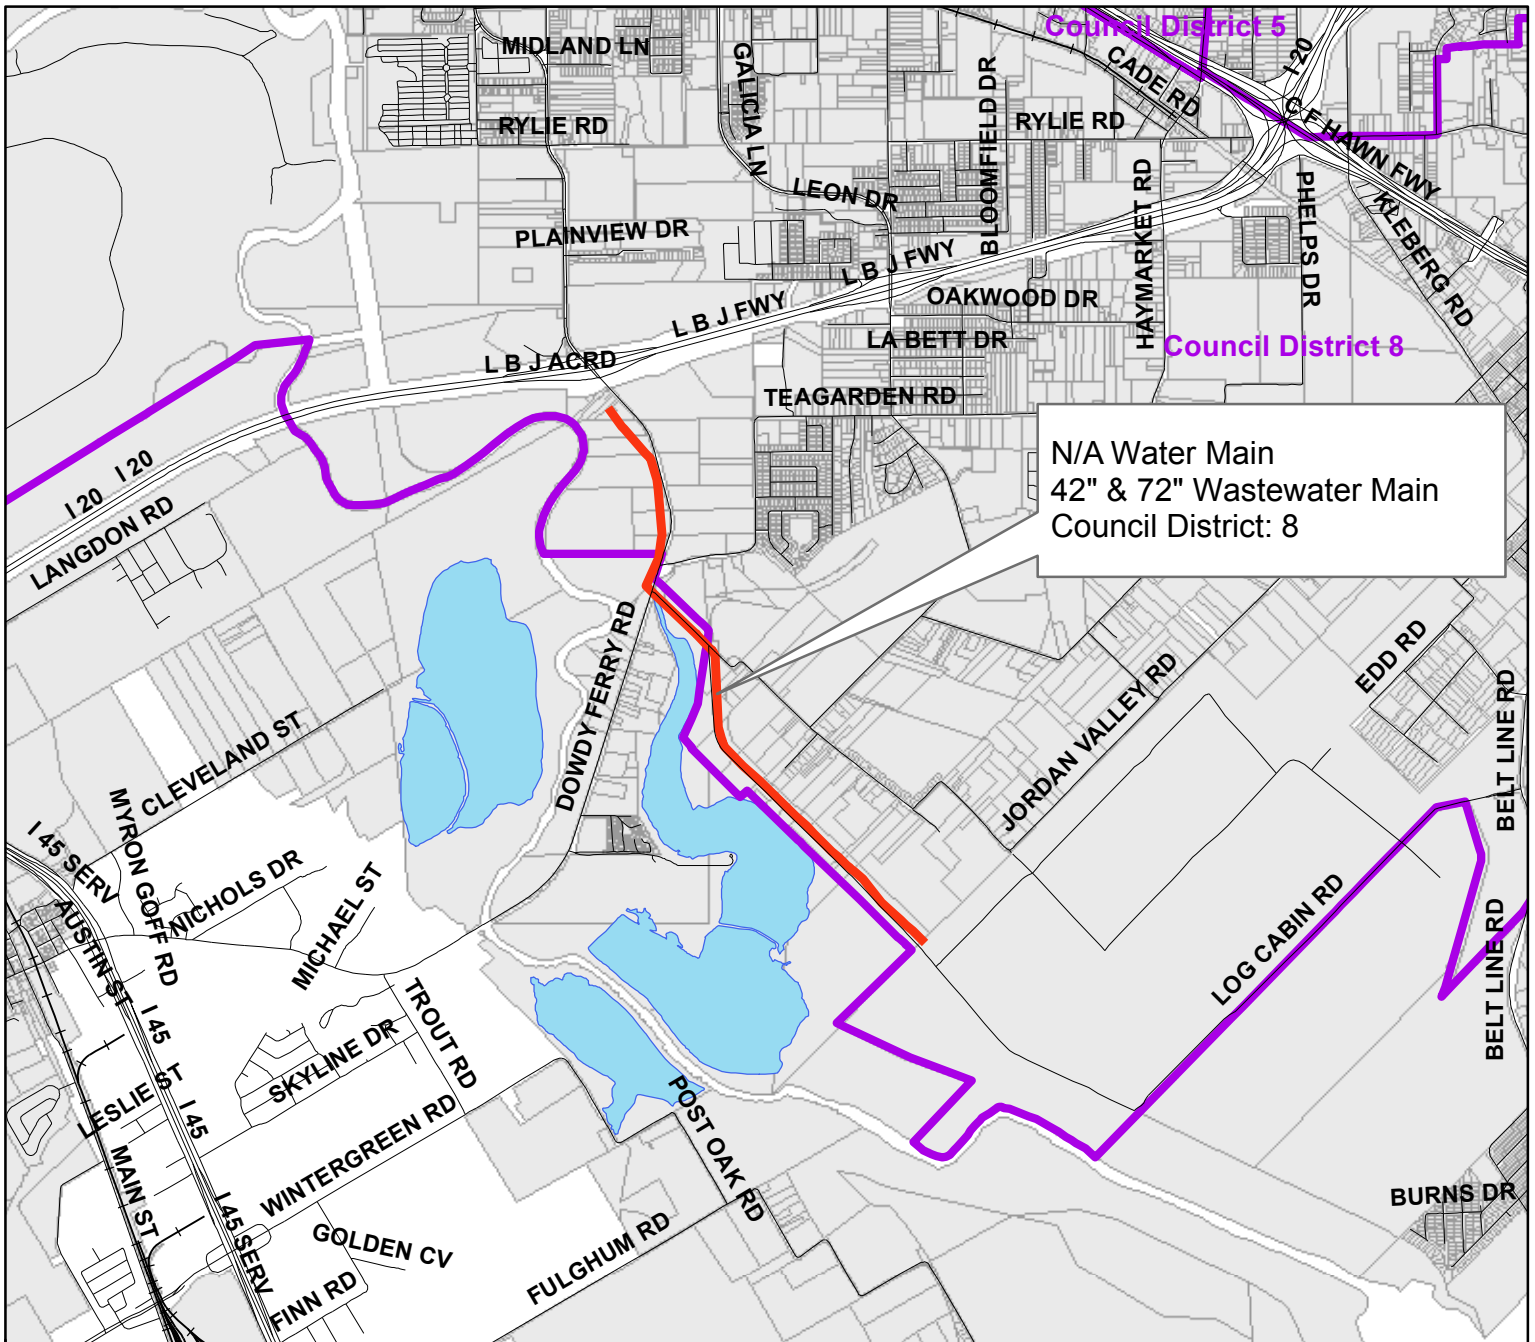 Council District 5
MIDLAND LN
GALICIA LN
I 20
CADE RD
BLOOMFIELD DR
RYLIE RD
RYLIE RD
C F HAWN FWY
LEON DR
HAYMARKET RD
PHELPS DR
KLEBERG RD
PLAINVIEW DR
L B J FWY
L B J FWY
OAKWOOD DR
LA BETT DR
Council District 8
L B J ACRD
TEAGARDEN RD
N/A Water Main
42" & 72" Wastewater Main
Council District: 8
I 20
I 20
LANGDON RD
DOWDY FERRY RD
EDD RD
JORDAN VALLEY RD
BELT LINE RD
CLEVELAND ST
MYRON GOFF RD
I 45 SERV
NICHOLS DR
MICHAEL ST
AUSTIN ST
LOG CABIN RD
BELT LINE RD
I 45
TROUT RD
SKYLINE DR
LESLIE ST
I 45
POST OAK RD
WINTERGREEN RD
MAIN ST
BURNS DR
I 45 SERV
GOLDEN CV
FULGHUM RD
FINN RD